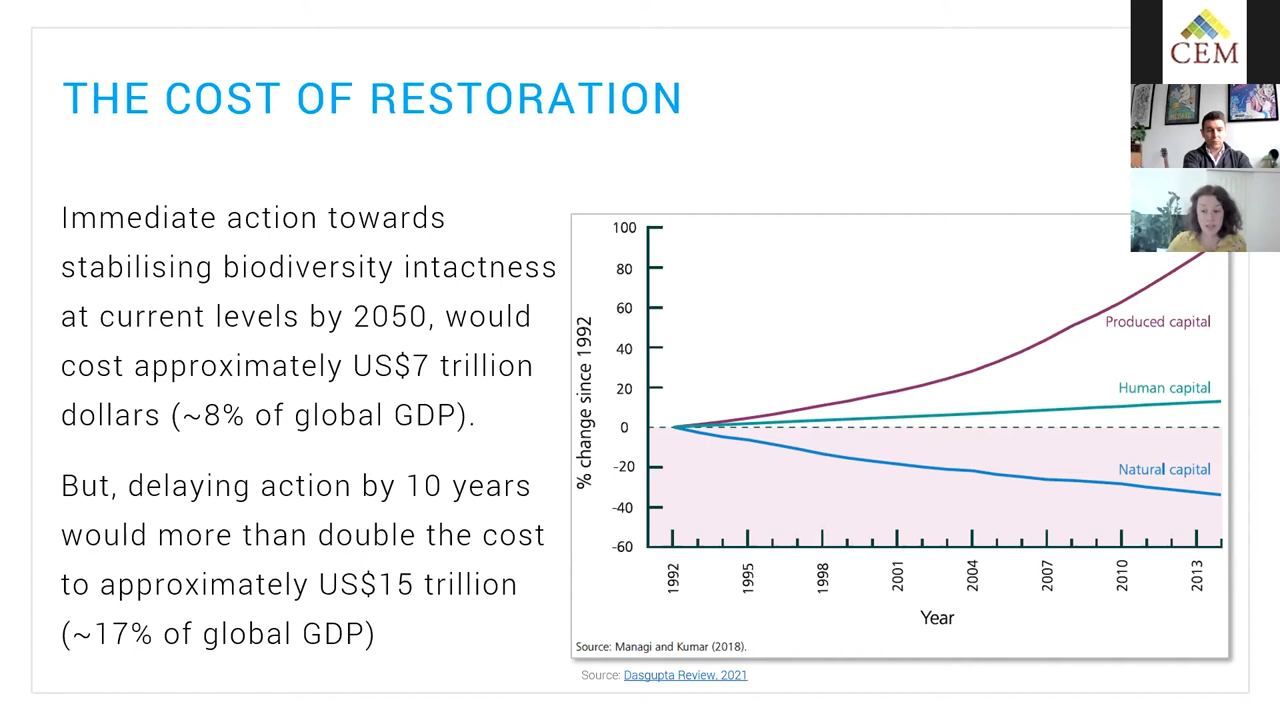 THE COST OF RESTORATION
CEM
Immediate action towards
stabilising biodiversity intactness
at current levels by 2050, would
cost approximately US$7 trillion
dollars (~8% of global GDP).
But, delaying action by 10 years
would more than double the cost
to approximately US$15 trillion
(~17% of global GDP)
% change since 1992
100
80
60
40
20
0
-20
-40
-60
Produced capital
Human capital
Natural capital
1992
1995
1998
2001
2004
2007
2010
2013
Year
Source: Managi and Kumar (2018).
Source: Dasgupta Review, 2021